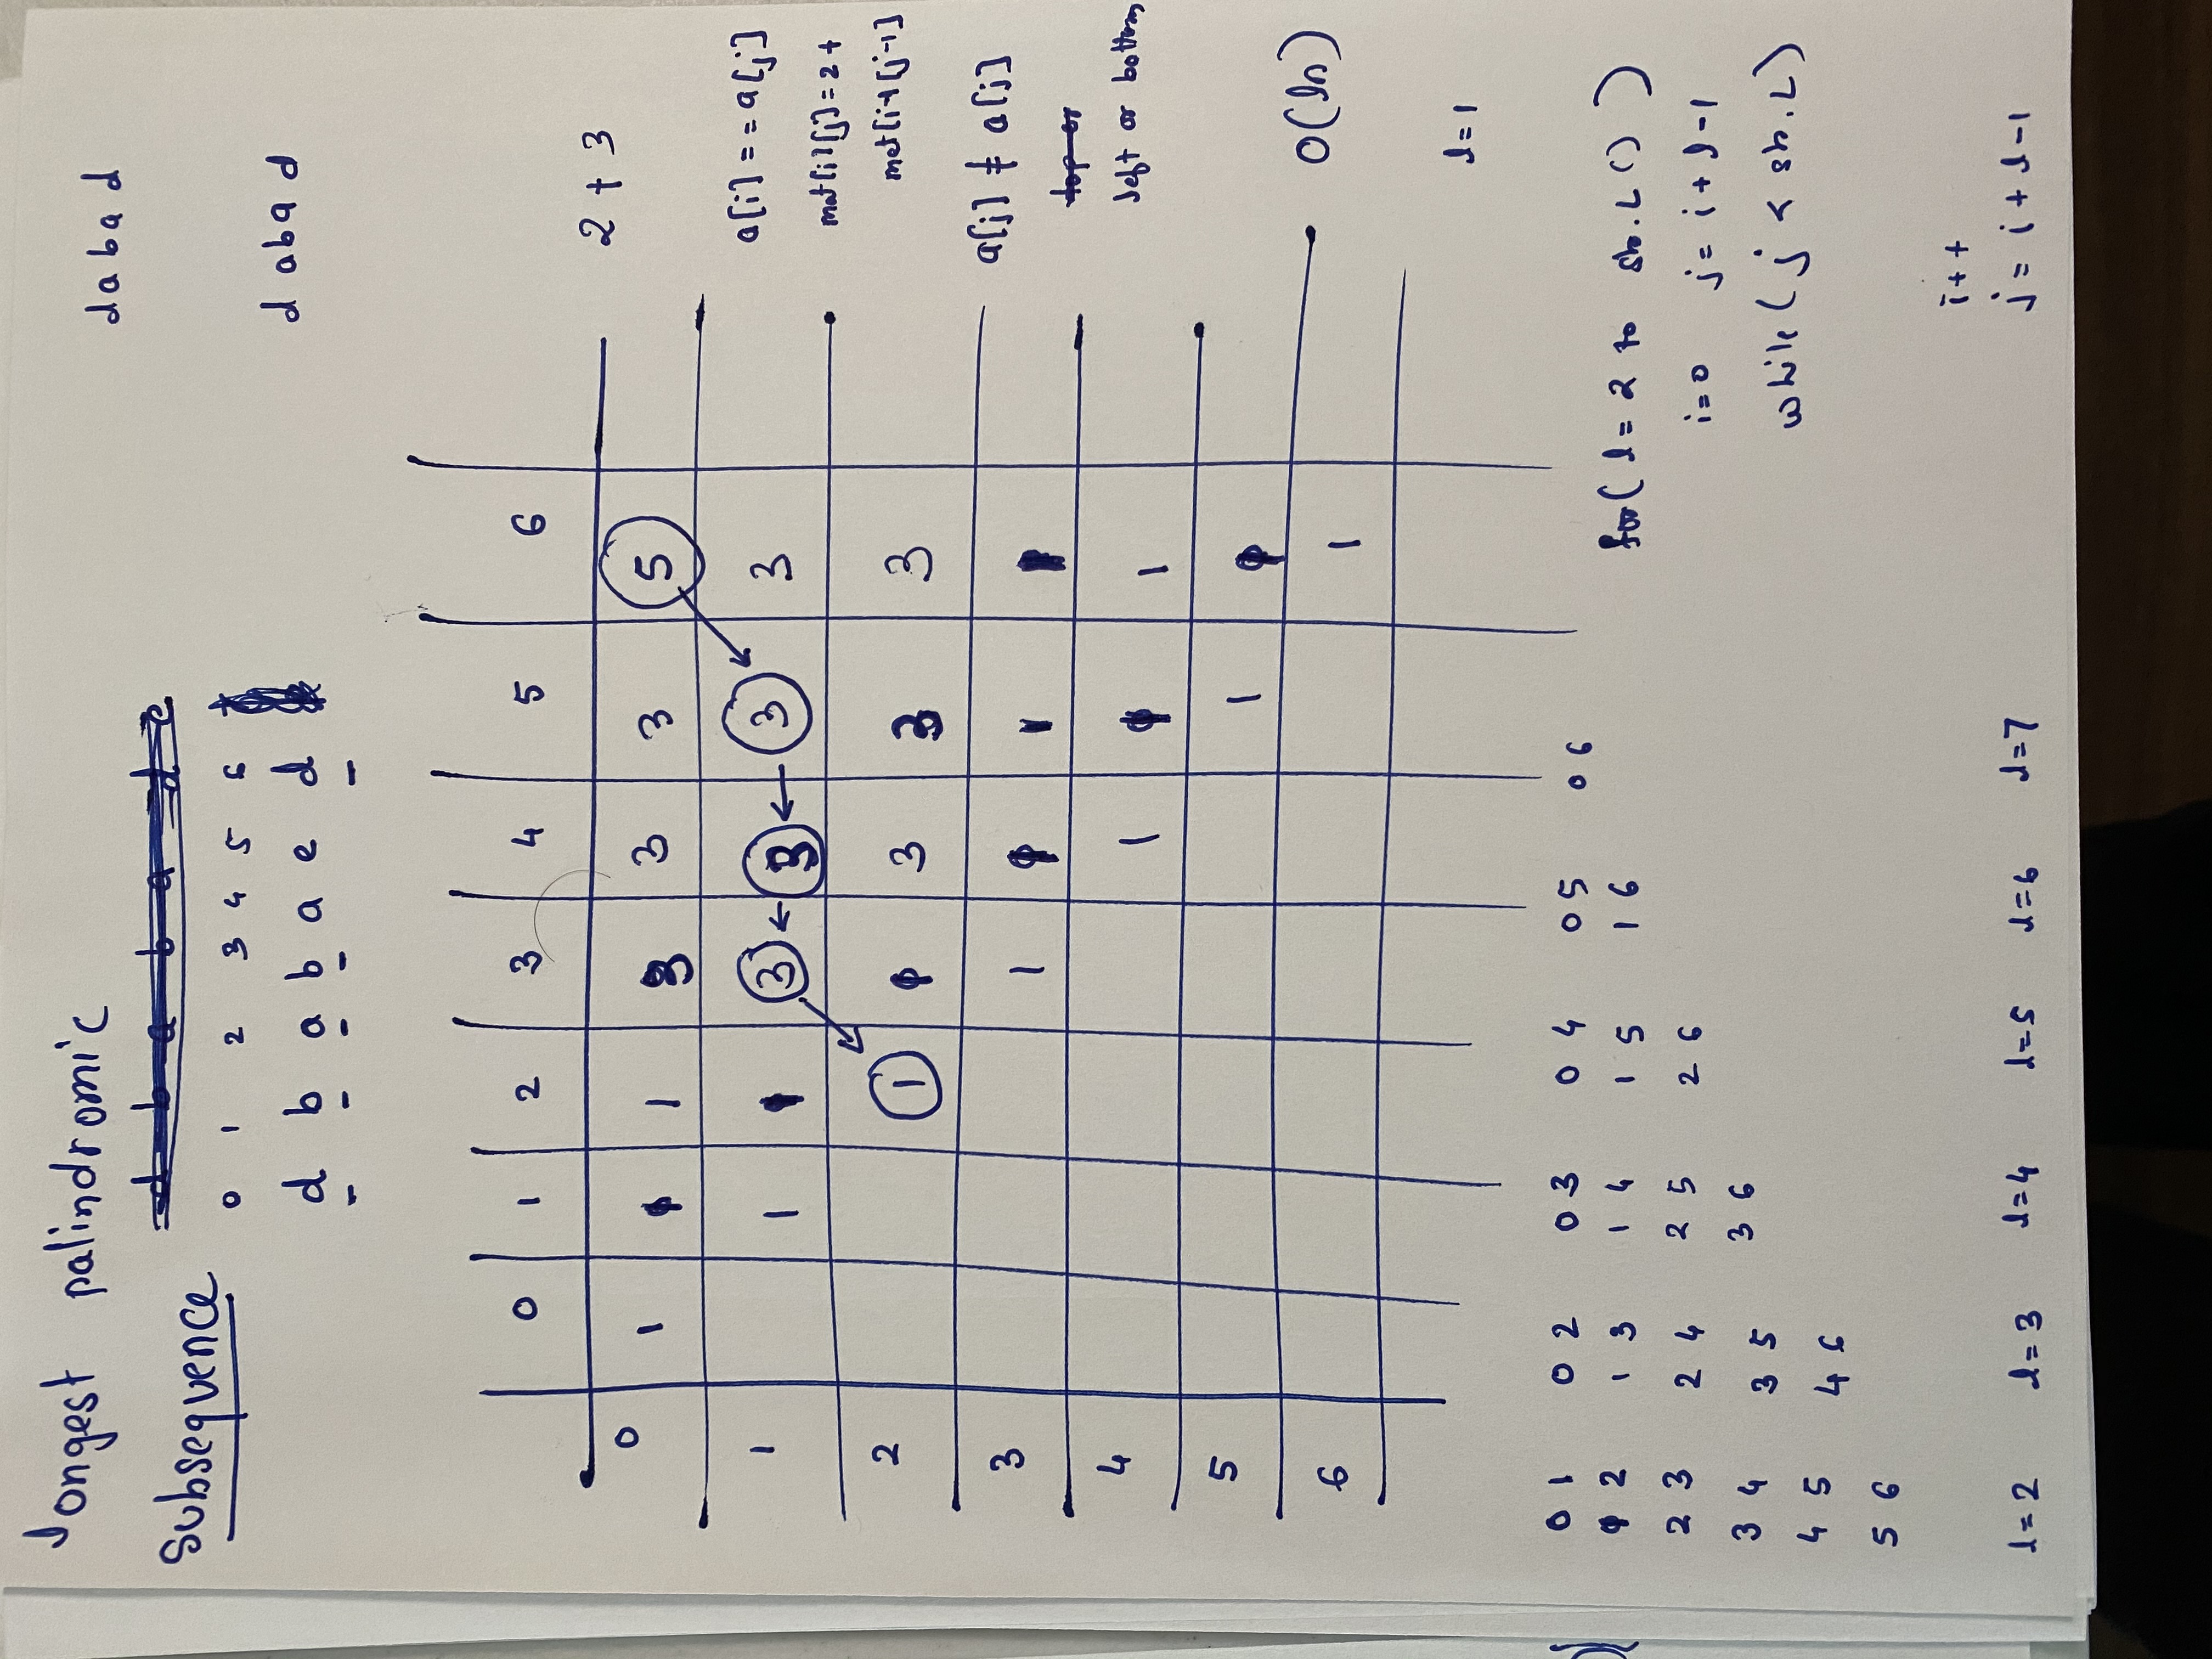 longest palindromic
d a b a d
d b a b a d e
subsequence
0 1 2 3 4 5 6
d b a b a e d
d a b a d
0 1 2 3 4 5 6
2 + 3
0 1 1 1 3 3 3 5
1 1 1 3 3 3 3
a[i] = = a[j]
mat[i][j] = 2 +
2 1 1 3 3 3
mat[i+1[j-1]
3 1 1 1 1
a[j] ≠ a[j]
top or
4 1 1 1
left or bottom
5 1 1
6 1
O(ln)
l = 1
0 1 0 2 0 3 0 4 0 5 0 6
1 2 1 3 1 4 1 5 1 6
for( l = 2 to str.L() )
2 3 2 4 2 5 2 6
i = 0 j = i + l - 1
3 4 3 5 3 6
while( j < str.L)
4 5 4 6
5 6
i + +
l = 2 l = 3 l = 4 l = 5 l = 6 l = 7
j = i + l - 1